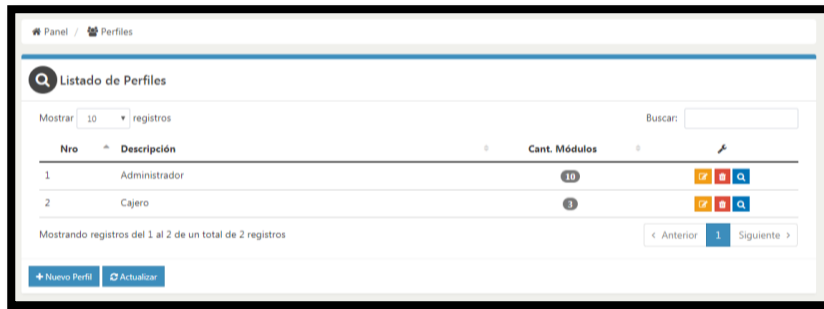 Panel / Perfiles
Listado de Perfiles
Mostrar 10 registros Buscar:
Nro Descripción Cant. Módulos
1 Administrador 10
2 Cajero 3
Mostrando registros del 1 al 2 de un total de 2 registros < Anterior 1 Siguiente >
+ Nuevo Perfil Actualizar